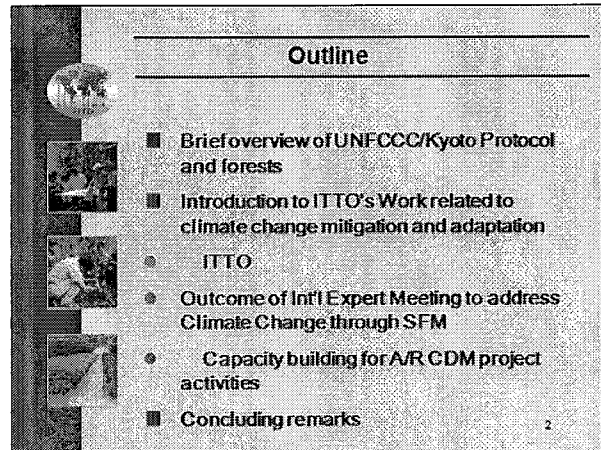 Outline
■ Brief overview of UNFCCC/Kyoto Protocol
and forests
■ Introduction to ITTO's Work related to
climate change mitigation and adaptation
● ITTO
● Outcome of Int'l Expert Meeting to address
Climate Change through SFM
● Capacity building for A/R CDM project
activities
■ Concluding remarks
2